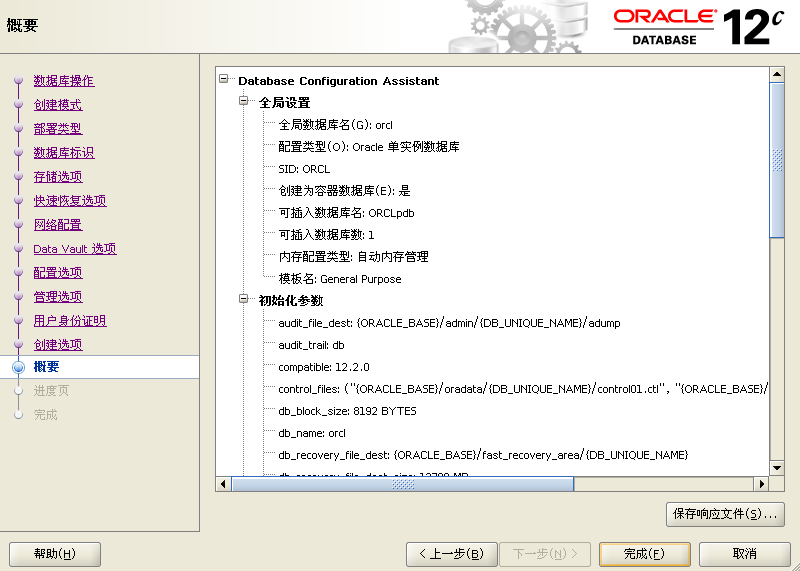 概要
ORACLE
DATABASE
12c
数据库操作
创建模式
部署类型
数据库标识
存储选项
快速恢复选项
网络配置
Data Vault 选项
配置选项
管理选项
用户身份证明
创建选项
概要
进度页
完成
Database Configuration Assistant
全局设置
全局数据库名(G): orcl
配置类型(O): Oracle 单实例数据库
SID: ORCL
创建为容器数据库(E): 是
可插入数据库名: ORCLpdb
可插入数据库数: 1
内存配置类型: 自动内存管理
模板名: General Purpose
初始化参数
audit_file_dest: {ORACLE_BASE}/admin/{DB_UNIQUE_NAME}/adump
audit_trail: db
compatible: 12.2.0
control_files: ("{ORACLE_BASE}/oradata/{DB_UNIQUE_NAME}/control01.ctl", "{ORACLE_BASE}/
db_block_size: 8192 BYTES
db_name: orcl
db_recovery_file_dest: {ORACLE_BASE}/fast_recovery_area/{DB_UNIQUE_NAME}
保存响应文件(S)...
帮助(H)
< 上一步(B)
下一步(N) >
完成(F)
取消